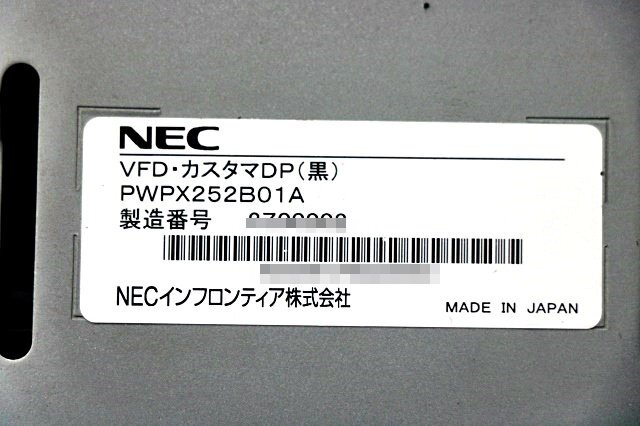 NEC
VFD・カスタマDP(黒)
PWPX252B01A
製造番号
NECインフロンティア株式会社
MADE IN JAPAN